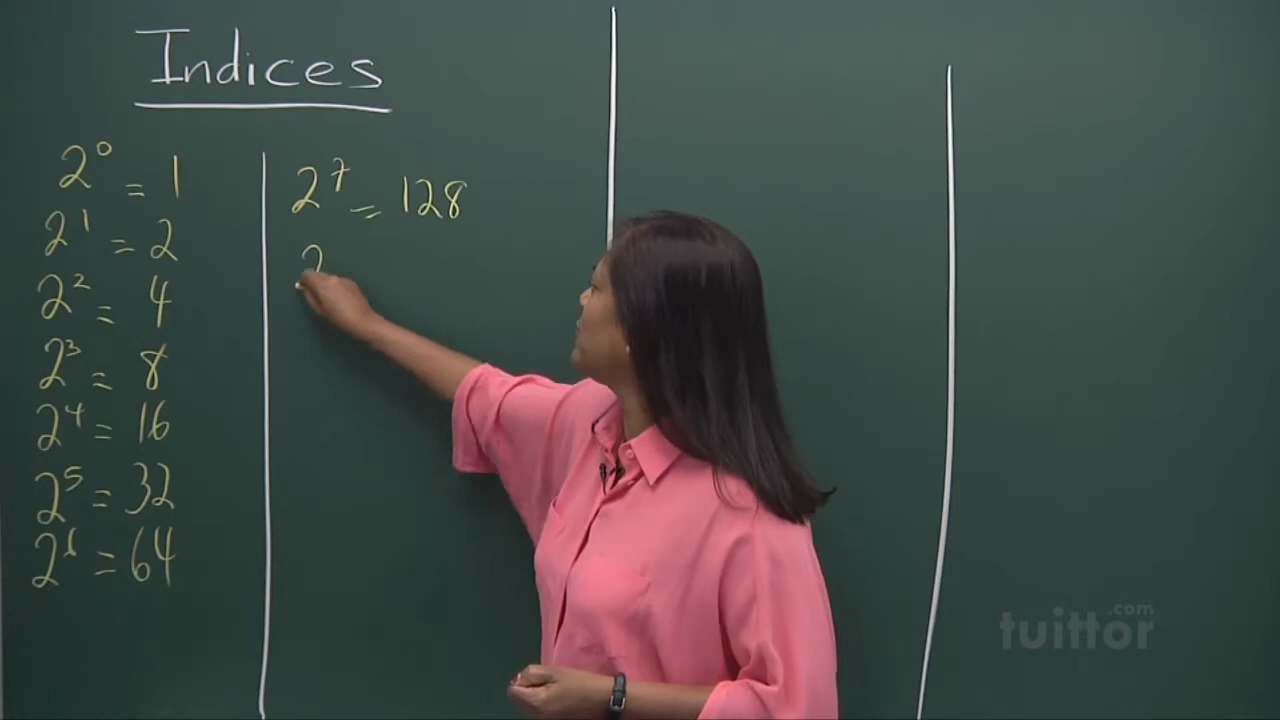 Indices
2⁰ = 1
2¹ = 2
2² = 4
2³ = 8
2⁴ = 16
2⁵ = 32
2⁶ = 64
2⁷ = 128
2
tuittor.com